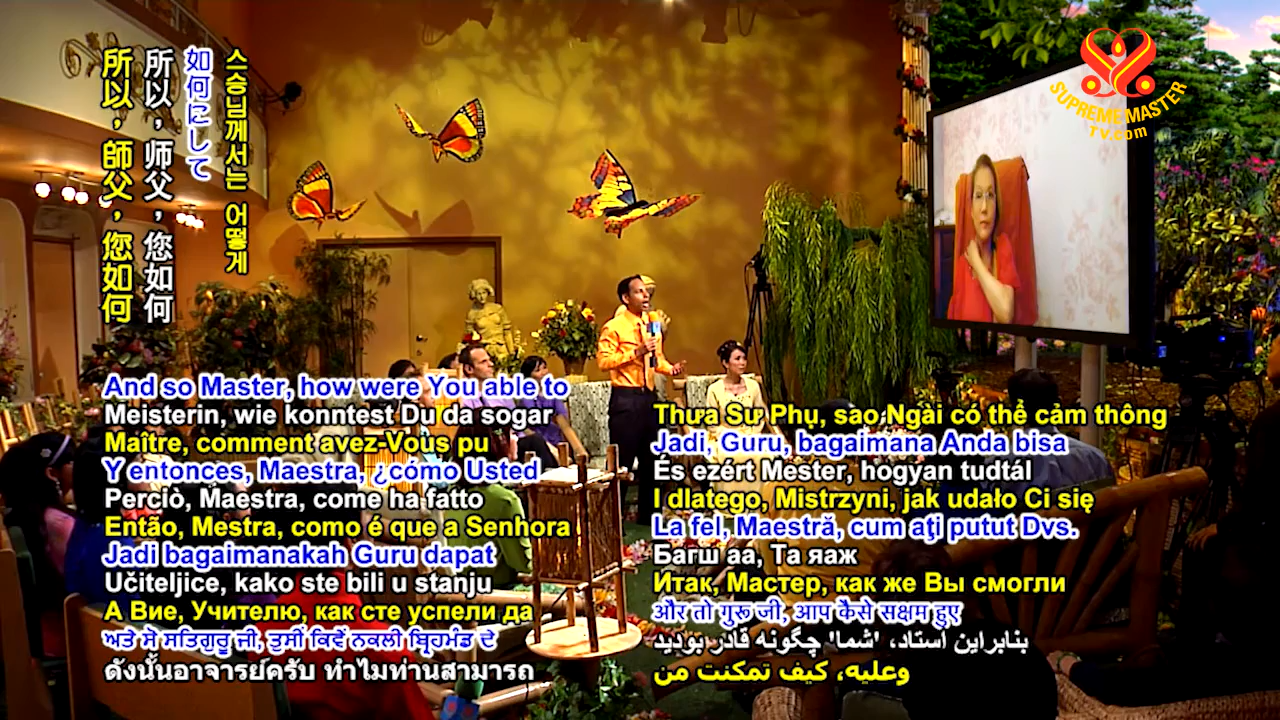 SUPREME MASTER
TV.com
스승님께서는 어떻게
如何にして
所以，师父，您如何
所以，師父，您如何
And so Master, how were You able to
Meisterin, wie konntest Du da sogar
Maître, comment avez-Vous pu
Y entonces, Maestra, ¿cómo Usted
Perciò, Maestra, come ha fatto
Então, Mestra, como é que a Senhora
Jadi bagaimanakah Guru dapat
Učiteljice, kako ste bili u stanju
А Вие, Учителю, как сте успели да
ਅਤੇ ਸੋ ਸਤਿਗੁਰੂ ਜੀ, ਤੁਸੀਂ ਕਿਵੇਂ ਨਕਲੀ ਬ੍ਰਿਹਮੰਡ ਦੇ
ดังนั้นอาจารย์ครับ ทำไมท่านสามารถ
Thưa Sư Phụ, sao Ngài có thể cảm thông
Jadi, Guru, bagaimana Anda bisa
És ezért Mester, hogyan tudtál
I dlatego, Mistrzyni, jak udało Ci się
La fel, Maestră, cum aţi putut Dvs.
Багш аа, Та яаж
Итак, Мастер, как же Вы смогли
और तो गुरू जी, आप कैसे सक्षम हुए
بنابراین استاد، 'شما' چگونه قادر بودید
وعليه، كيف تمكنت من